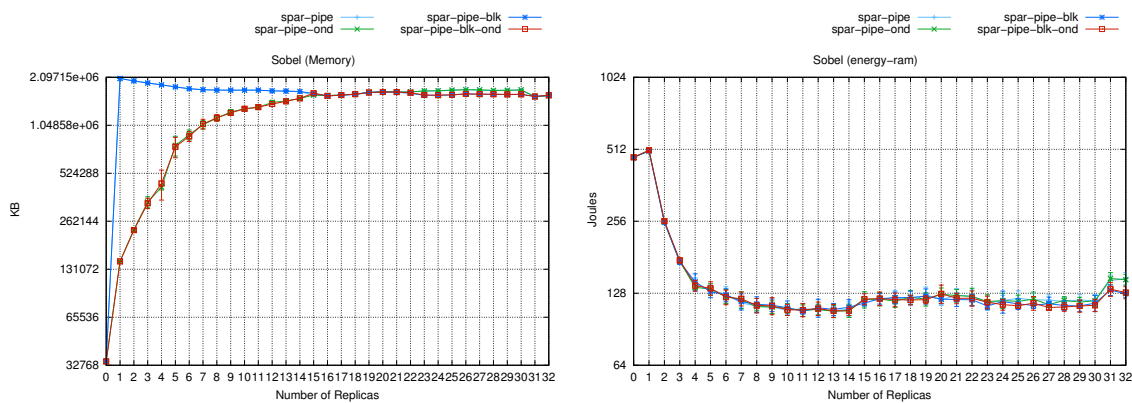 spar-pipe spar-pipe-blk
spar-pipe-ond spar-pipe-blk-ond
Sobel (Memory)
2.09715e+06
1.04858e+06
524288
262144
131072
65536
32768
KB
0 1 2 3 4 5 6 7 8 9 10 11 12 13 14 15 16 17 18 19 20 21 22 23 24 25 26 27 28 29 30 31 32
Number of Replicas
spar-pipe spar-pipe-blk
spar-pipe-ond spar-pipe-blk-ond
Sobel (energy-ram)
1024
512
256
128
64
Joules
0 1 2 3 4 5 6 7 8 9 10 11 12 13 14 15 16 17 18 19 20 21 22 23 24 25 26 27 28 29 30 31 32
Number of Replicas